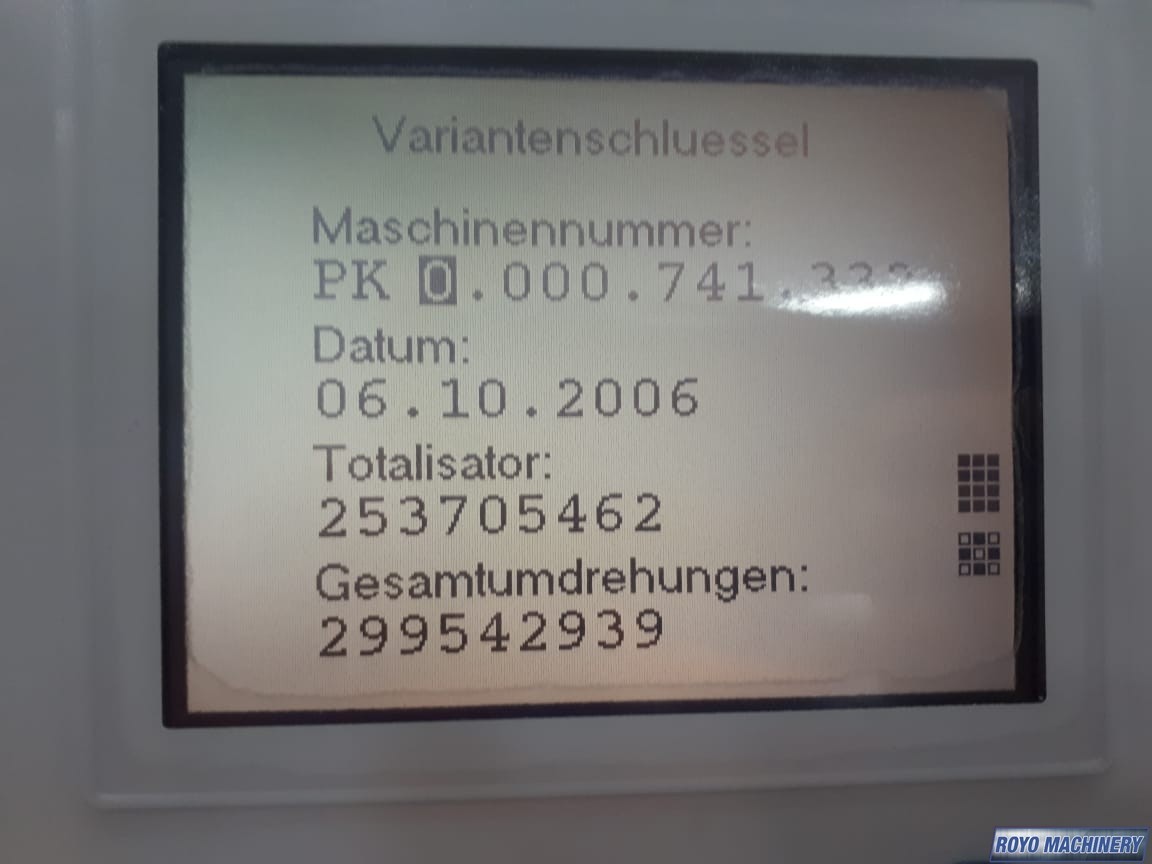 Variantenschluessel
Maschinennummer:
PK 0.000.741.
Datum:
06.10.2006
Totalisator:
253705462
Gesamtumdrehungen:
299542939
ROYO MACHINERY